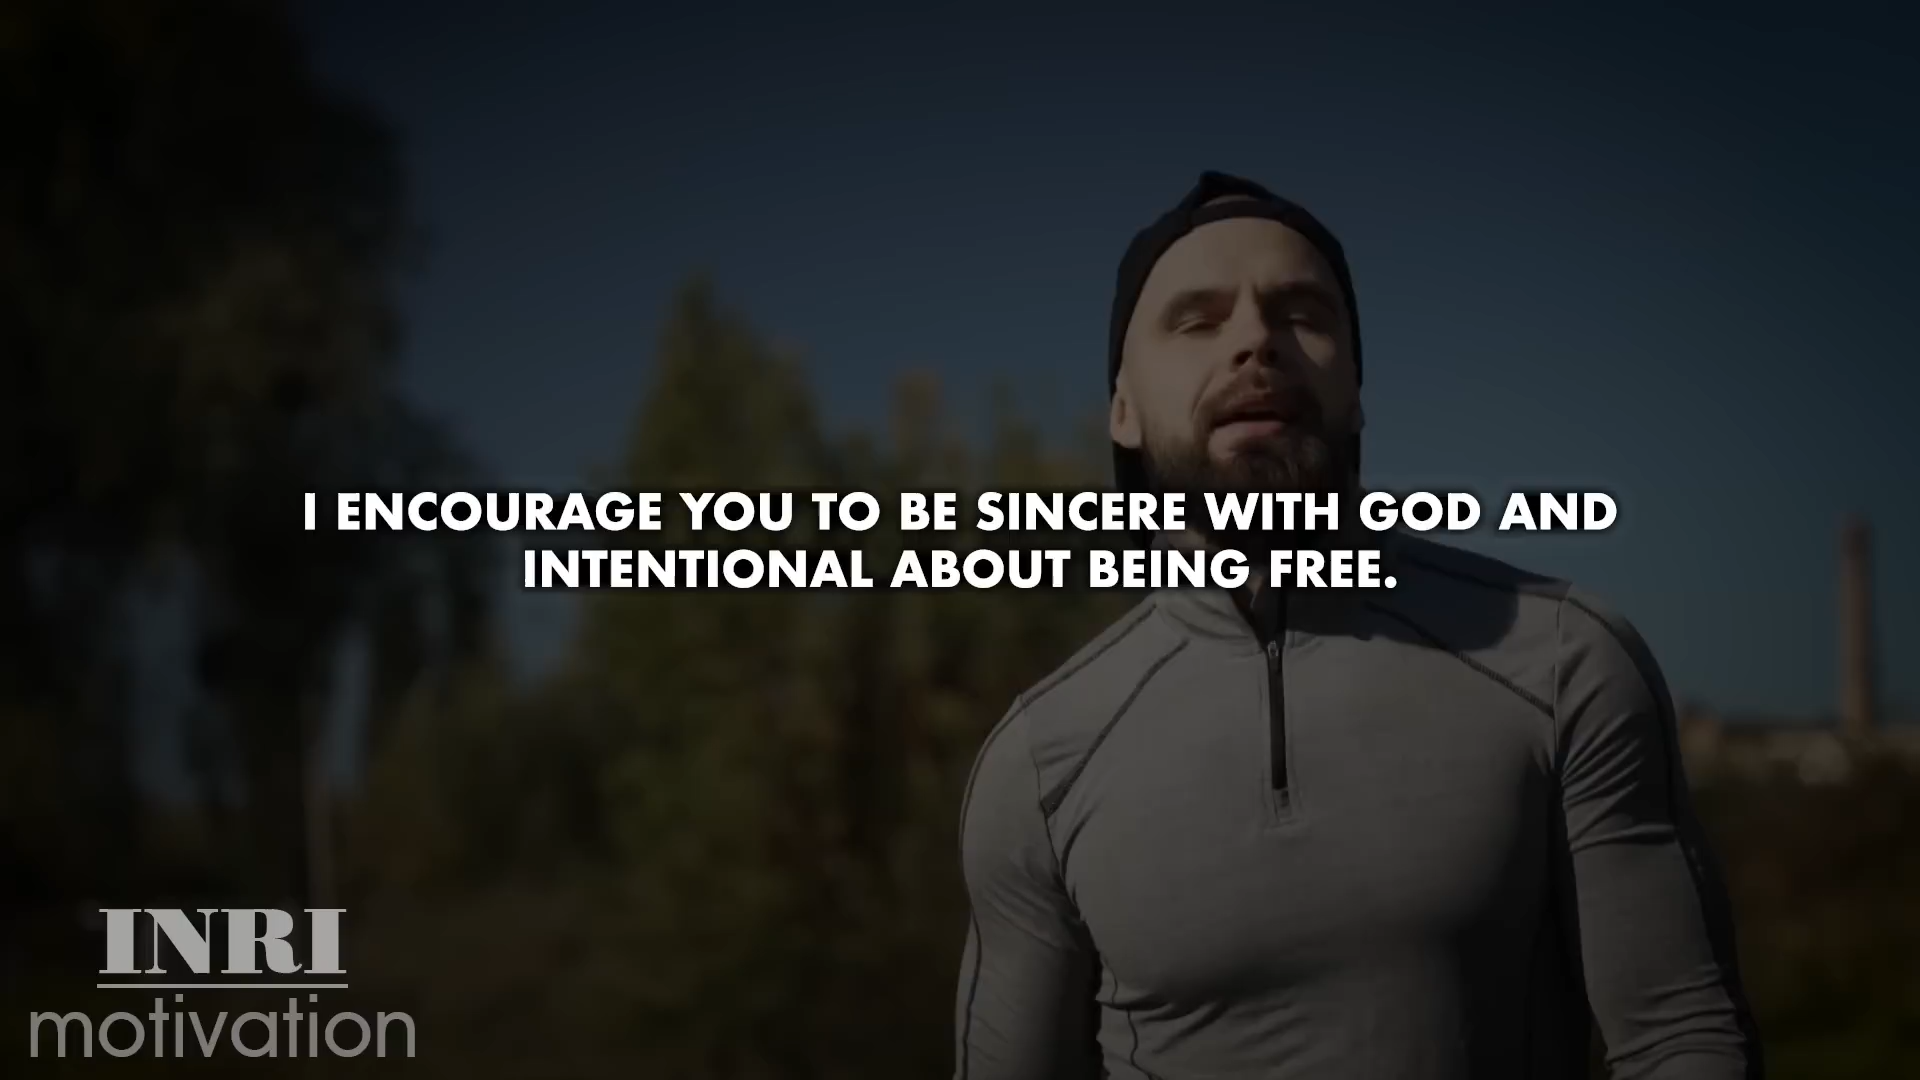 I ENCOURAGE YOU TO BE SINCERE WITH GOD AND
INTENTIONAL ABOUT BEING FREE.
INRI
motivation